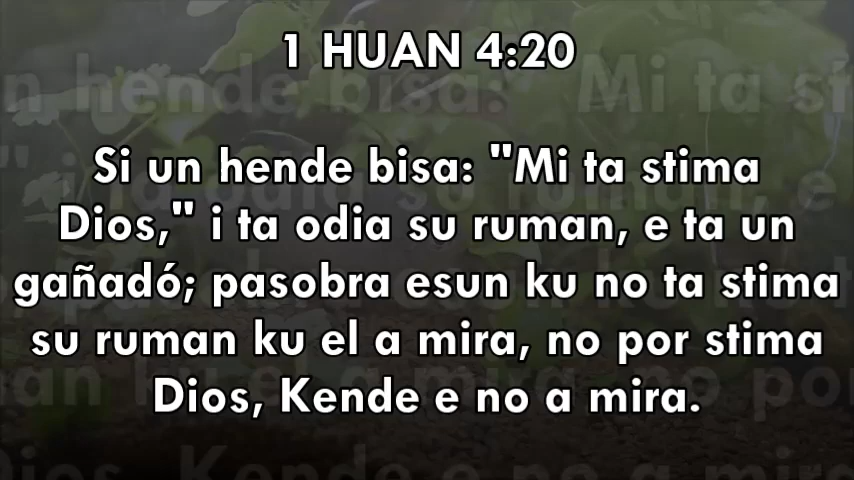 1 HUAN 4:20
Si un hende bisa: "Mi ta stima
Dios," i ta odia su ruman, e ta un
gañadó; pasobra esun ku no ta stima
su ruman ku el a mira, no por stima
Dios, Kende e no a mira.